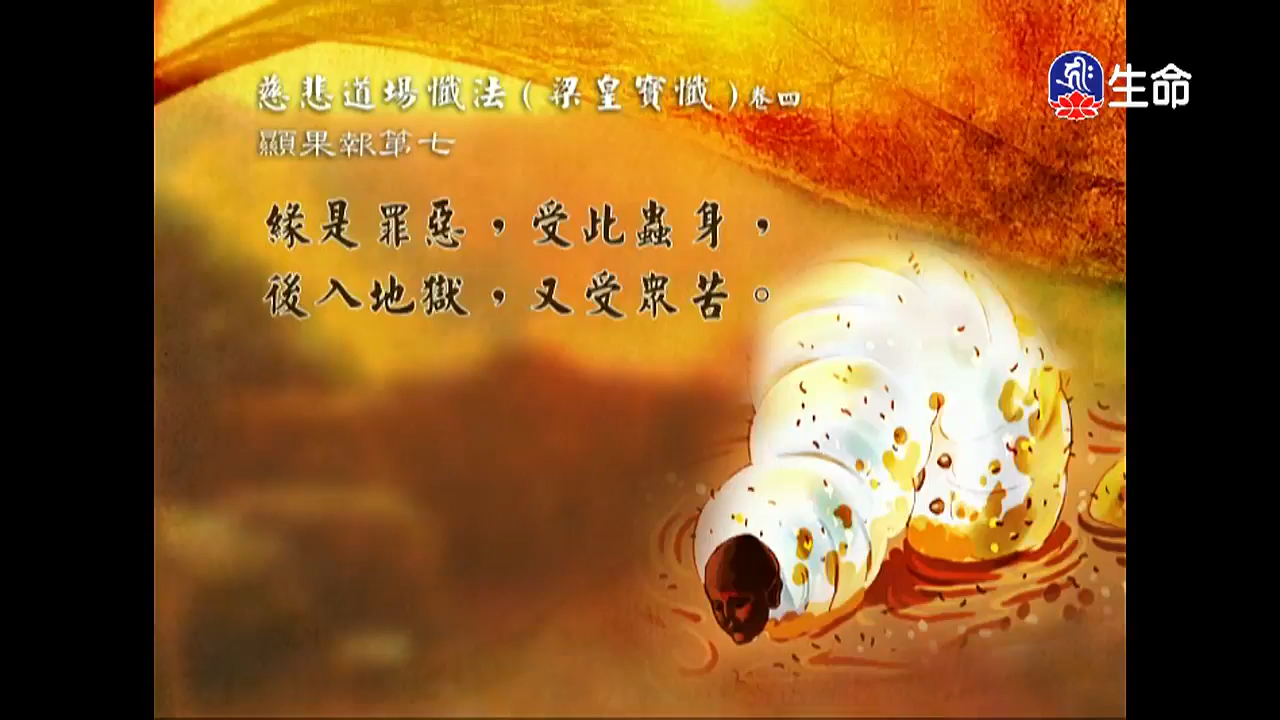 慈悲道場懺法(梁皇寶懺)卷四
生命
顯果報第七
緣是罪惡，受此蟲身，
後入地獄，又受眾苦。